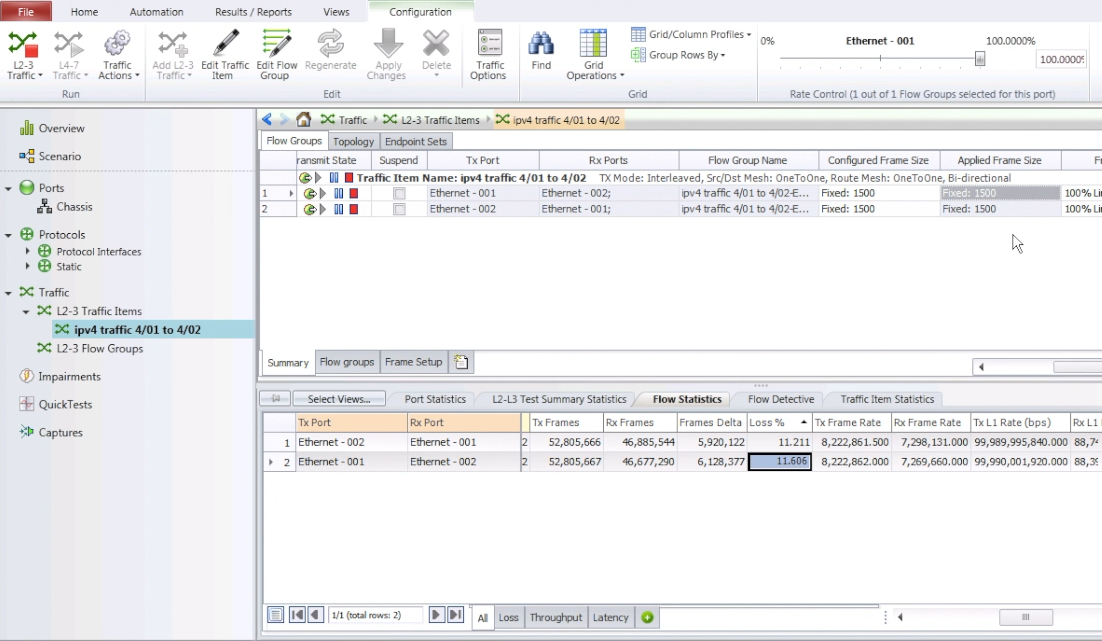 File Home Automation Results / Reports Views Configuration
L2-3 Traffic L4-7 Traffic Traffic Actions Add L2-3 Traffic Edit Traffic Item Edit Flow Group Regenerate Apply Changes Delete Traffic Options Find Grid Operations
Grid/Column Profiles
Group Rows By
0% Ethernet - 001 100.0000% 100.0000%
Run Edit Grid Rate Control (1 out of 1 Flow Groups selected for this port)
Overview
Scenario
Ports
Chassis
Protocols
Protocol Interfaces
Static
Traffic
L2-3 Traffic Items
ipv4 traffic 4/01 to 4/02
L2-3 Flow Groups
Impairments
QuickTests
Captures
Traffic L2-3 Traffic Items ipv4 traffic 4/01 to 4/02
Flow Groups Topology Endpoint Sets
ransmit State Suspend Tx Port Rx Ports Flow Group Name Configured Frame Size Applied Frame Size Fr
Traffic Item Name: ipv4 traffic 4/01 to 4/02 TX Mode: Interleaved, Src/Dst Mesh: OneToOne, Route Mesh: OneToOne, Bi-directional
1 Ethernet - 001 Ethernet - 002; ipv4 traffic 4/01 to 4/02-E... Fixed: 1500 Fixed: 1500 100% Lin
2 Ethernet - 002 Ethernet - 001; ipv4 traffic 4/01 to 4/02-E... Fixed: 1500 Fixed: 1500 100% Lin
Summary Flow groups Frame Setup
Select Views... Port Statistics L2-L3 Test Summary Statistics Flow Statistics Flow Detective Traffic Item Statistics
Tx Port Rx Port Tx Frames Rx Frames Frames Delta Loss % Tx Frame Rate Rx Frame Rate Tx L1 Rate (bps) Rx L1
1 Ethernet - 002 Ethernet - 001 2 52,805,666 46,885,544 5,920,122 11.211 8,222,861.500 7,298,131.000 99,989,995,840.000 88,74
2 Ethernet - 001 Ethernet - 002 2 52,805,667 46,677,290 6,128,377 11.606 8,222,862.000 7,269,660.000 99,990,001,920.000 88,39
1/1 (total rows: 2) All Loss Throughput Latency